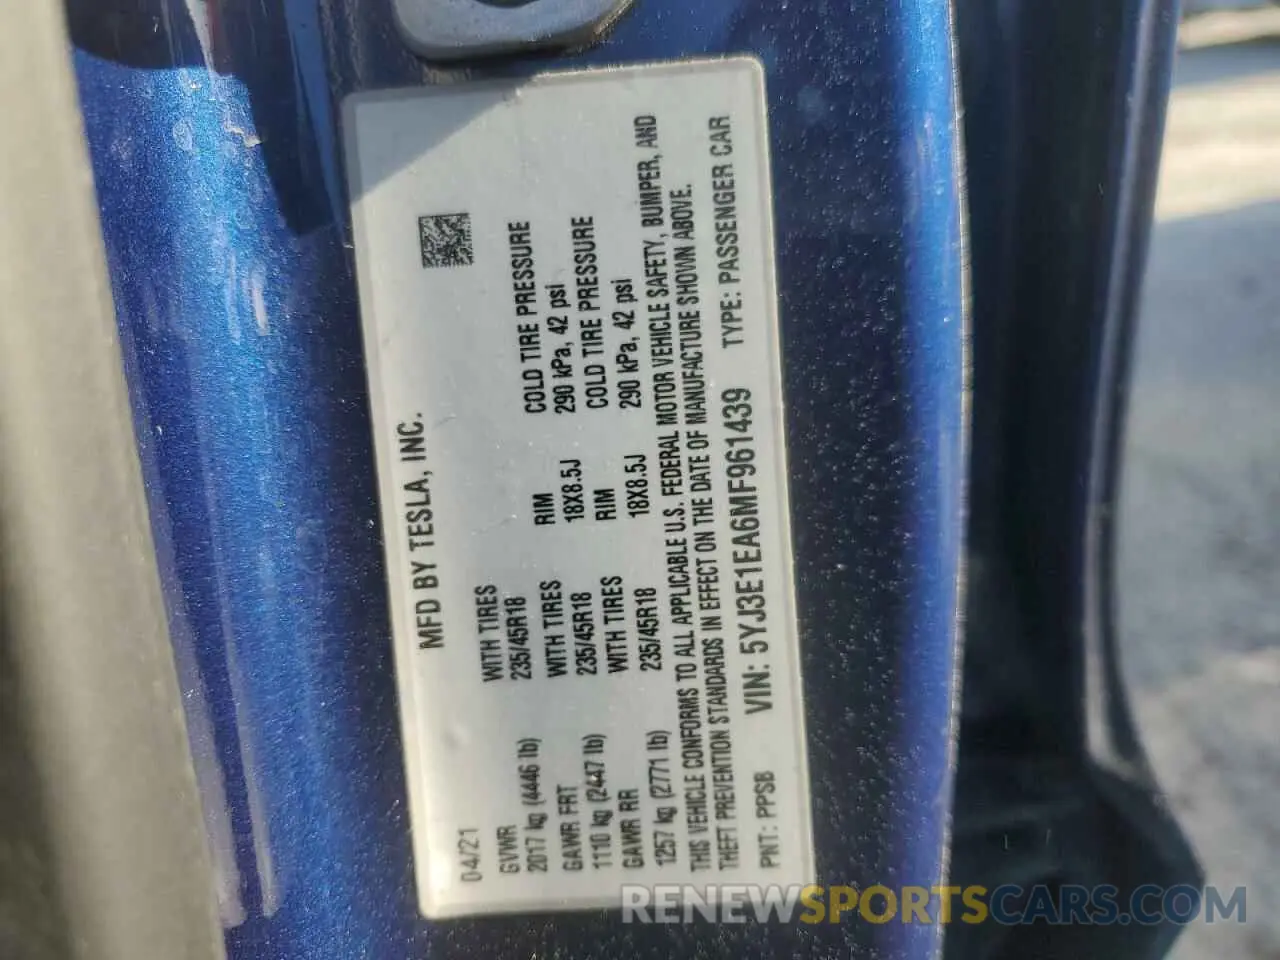 MFD BY TESLA, INC.
04/21
GVWR WITH TIRES
2017 kg (4446 lb) 235/45R18 RIM COLD TIRE PRESSURE
GAWR FRT WITH TIRES 18X8.5J 290 kPa, 42 psi
1110 kg (2447 lb) 235/45R18 RIM COLD TIRE PRESSURE
GAWR RR WITH TIRES 18X8.5J 290 kPa, 42 psi
1257 kg (2771 lb) 235/45R18
THIS VEHICLE CONFORMS TO ALL APPLICABLE U.S. FEDERAL MOTOR VEHICLE SAFETY, BUMPER, AND
THEFT PREVENTION STANDARDS IN EFFECT ON THE DATE OF MANUFACTURE SHOWN ABOVE.
PNT: PPSB VIN: 5YJ3E1EA6MF961439 TYPE: PASSENGER CAR
RENEWSPORTSCARS.COM